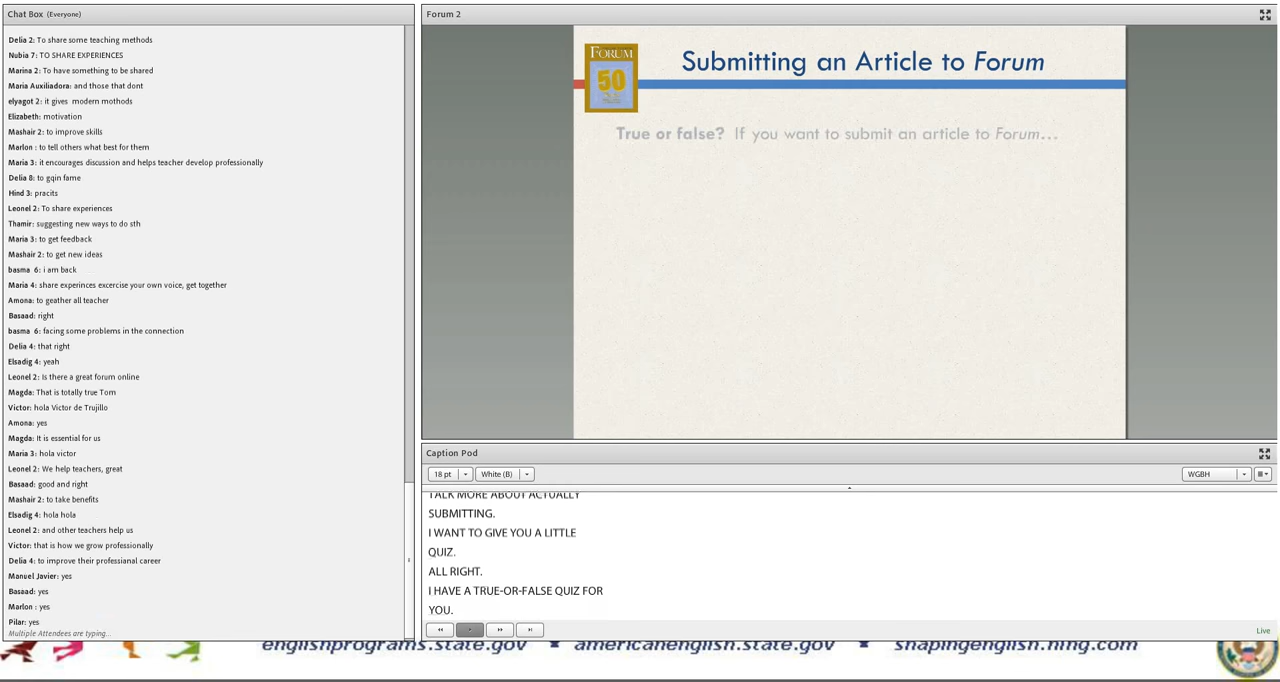 Chat Box (Everyone)
Delia 2: To share some teaching methods
Nubia 7: TO SHARE EXPERIENCES
Marina 2: To have something to be shared
Maria Auxiliadora: and those that dont
elyagot 2: it gives modern mothods
Elizabeth: motivation
Mashair 2: to improve skills
Marlon : to tell others what best for them
Maria 3: it encourages discussion and helps teacher develop professionally
Delia 8: to gqin fame
Hind 3: pracits
Leonel 2: To share experiences
Thamir: suggesting new ways to do sth
Maria 3: to get feedback
Mashair 2: to get new ideas
basma 6: i am back
Maria 4: share experinces excercise your own voice, get together
Amona: to geather all teacher
Basaad: right
basma 6: facing some problems in the connection
Delia 4: that right
Elsadig 4: yeah
Leonel 2: Is there a great forum online
Magda: That is totally true Tom
Victor: hola Victor de Trujillo
Amona: yes
Magda: It is essential for us
Maria 3: hola victor
Leonel 2: We help teachers, great
Basaad: good and right
Mashair 2: to take benefits
Elsadig 4: hola hola
Leonel 2: and other teachers help us
Victor: that is how we grow professionally
Delia 4: to improve their professianal career
Manuel Javier: yes
Basaad: yes
Marlon : yes
Pilar: yes
Multiple Attendees are typing...
Forum 2
FORUM
50
Submitting an Article to Forum
True or false? If you want to submit an article to Forum…
Caption Pod
18 pt
White (B)
WGBH
TALK MORE ABOUT ACTUALLY
SUBMITTING.
I WANT TO GIVE YOU A LITTLE
QUIZ.
ALL RIGHT.
I HAVE A TRUE-OR-FALSE QUIZ FOR
YOU.
Live
englishprograms.state.gov americanenglish.state.gov shapingenglish.ning.com